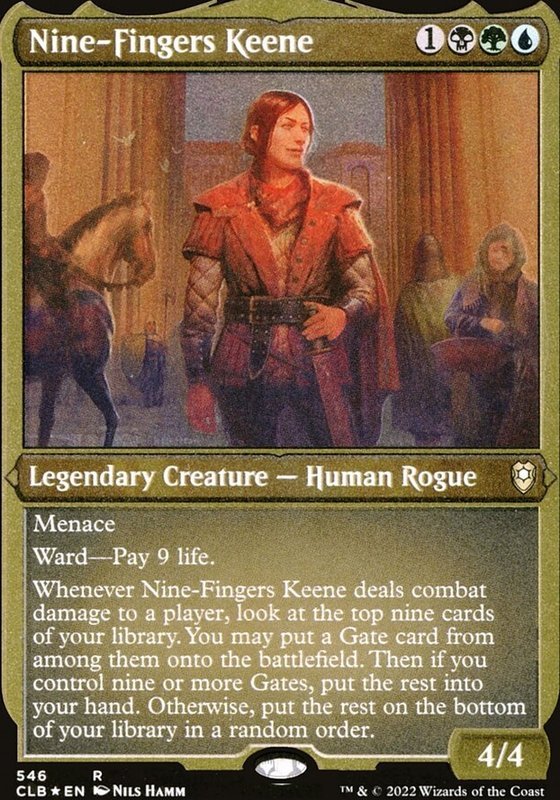 Nine-Fingers Keene 1
Legendary Creature — Human Rogue
Menace
Ward—Pay 9 life.
Whenever Nine-Fingers Keene deals combat
damage to a player, look at the top nine cards
of your library. You may put a Gate card from
among them onto the battlefield. Then if you
control nine or more Gates, put the rest into
your hand. Otherwise, put the rest on the bottom
of your library in a random order.
4/4
546 R
CLB★EN Nils Hamm
™ & © 2022 Wizards of the Coast